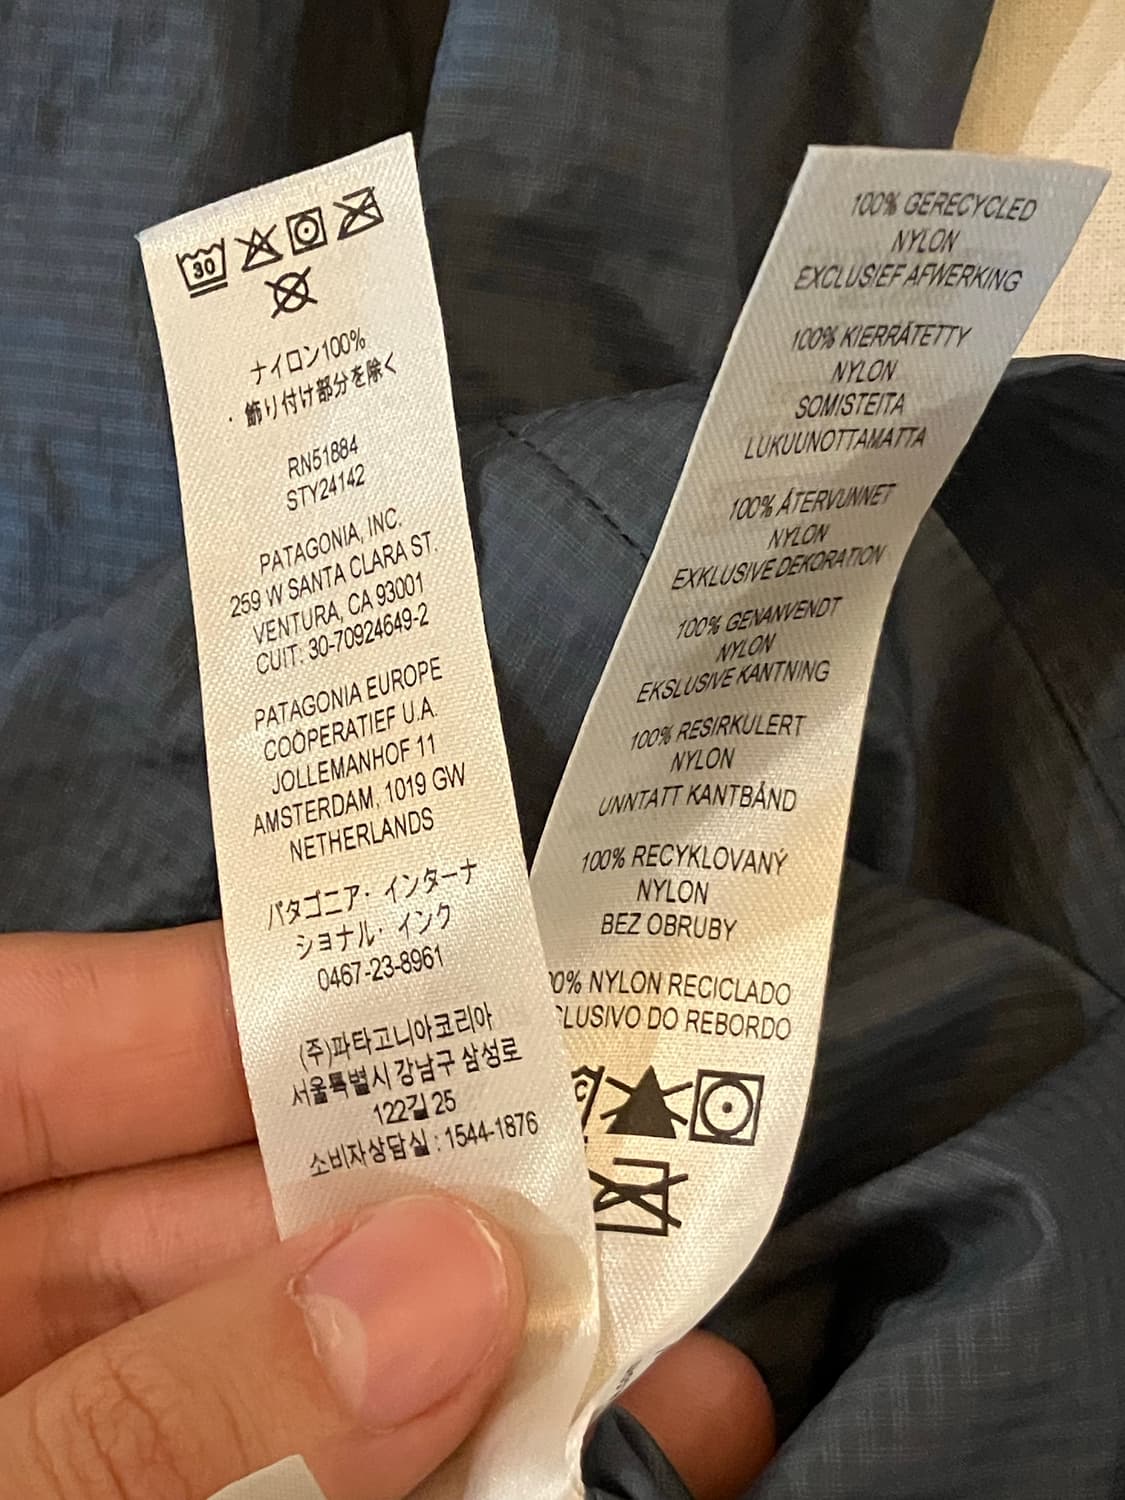 30
ナイロン100%
・飾り付け部分を除く
RN51884
STY24142
PATAGONIA, INC.
259 W SANTA CLARA ST.
VENTURA, CA 93001
CUIT: 30-70924649-2
PATAGONIA EUROPE
COÖPERATIEF U.A.
JOLLEMANHOF 11
AMSTERDAM, 1019 GW
NETHERLANDS
パタゴニア・インターナ
ショナル・インク
0467-23-8961
(주)파타고니아코리아
서울특별시 강남구 삼성로
122길 25
소비자상담실 : 1544-1876
100% GERECYCLED
NYLON
EXCLUSIEF AFWERKING
100% KIERRÄTETTY
NYLON
SOMISTEITA
LUKUUNOTTAMATTA
100% ÅTERVUNNET
NYLON
EXKLUSIVE DEKORATION
100% GENANVENDT
NYLON
EKSLUSIVE KANTNING
100% RESIRKULERT
NYLON
UNNTATT KANTBÅND
100% RECYKLOVANÝ
NYLON
BEZ OBRUBY
00% NYLON RECICLADO
CLUSIVO DO REBORDO